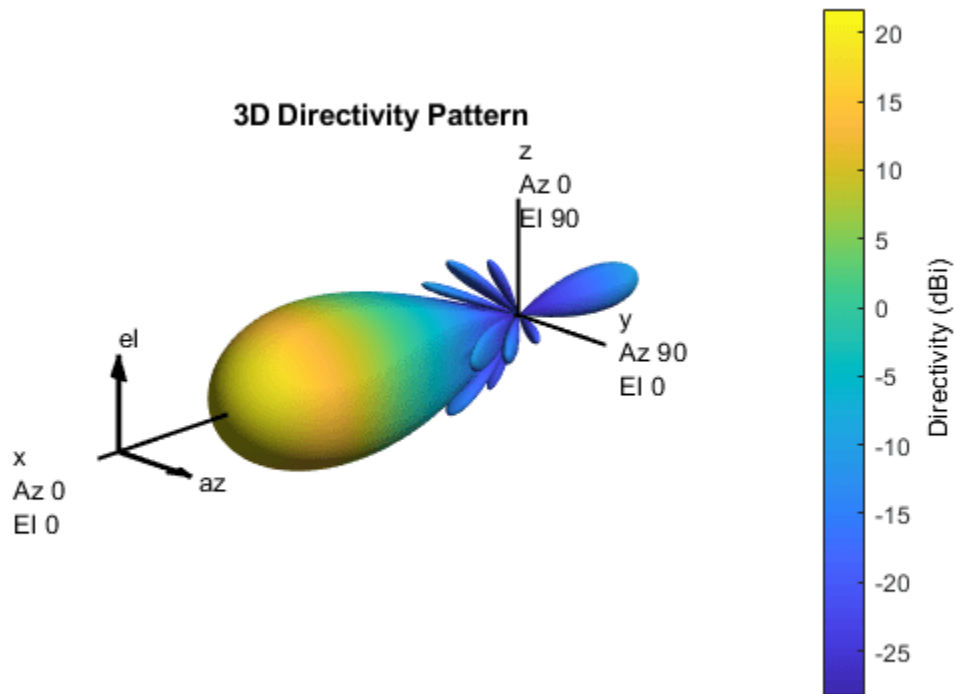 3D Directivity Pattern
z
Az 0
El 90
y
Az 90
El 0
el
az
x
Az 0
El 0
20
15
10
5
0
-5
-10
-15
-20
-25
Directivity (dBi)